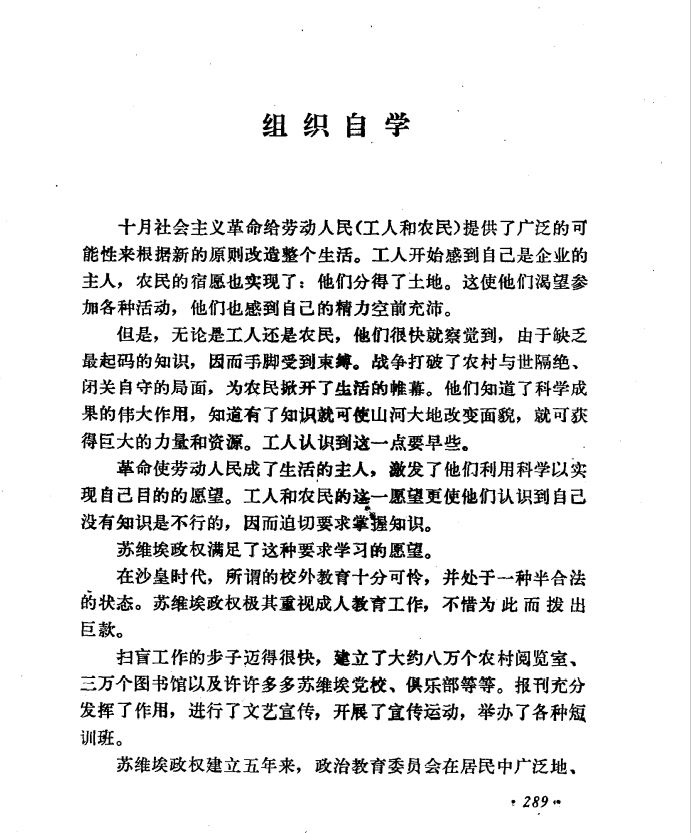 组织自学
十月社会主义革命给劳动人民(工人和农民)提供了广泛的可
能性来根据新的原则改造整个生活。工人开始感到自己是企业的
主人，农民的宿愿也实现了：他们分得了土地。这使他们渴望参
加各种活动，他们也感到自己的精力空前充沛。
但是，无论是工人还是农民，他们很快就察觉到，由于缺乏
最起码的知识，因而手脚受到束缚。战争打破了农村与世隔绝、
闭关自守的局面，为农民掀开了生活的帷幕。他们知道了科学成
果的伟大作用，知道有了知识就可使山河大地改变面貌，就可获
得巨大的力量和资源。工人认识到这一点要早些。
革命使劳动人民成了生活的主人，激发了他们利用科学以实
现自己目的的愿望。工人和农民的这一愿望更使他们认识到自己
没有知识是不行的，因而迫切要求掌握知识。
苏维埃政权满足了这种要求学习的愿望。
在沙皇时代，所谓的校外教育十分可怜，并处于一种半合法
的状态。苏维埃政权极其重视成人教育工作，不惜为此而拨出
巨款。
扫盲工作的步子迈得很快，建立了大约八万个农村阅览室、
三万个图书馆以及许许多多苏维埃党校、俱乐部等等。报刊充分
发挥了作用，进行了文艺宣传，开展了宣传运动，举办了各种短
训班。
苏维埃政权建立五年来，政治教育委员会在居民中广泛地、
· 289 ·